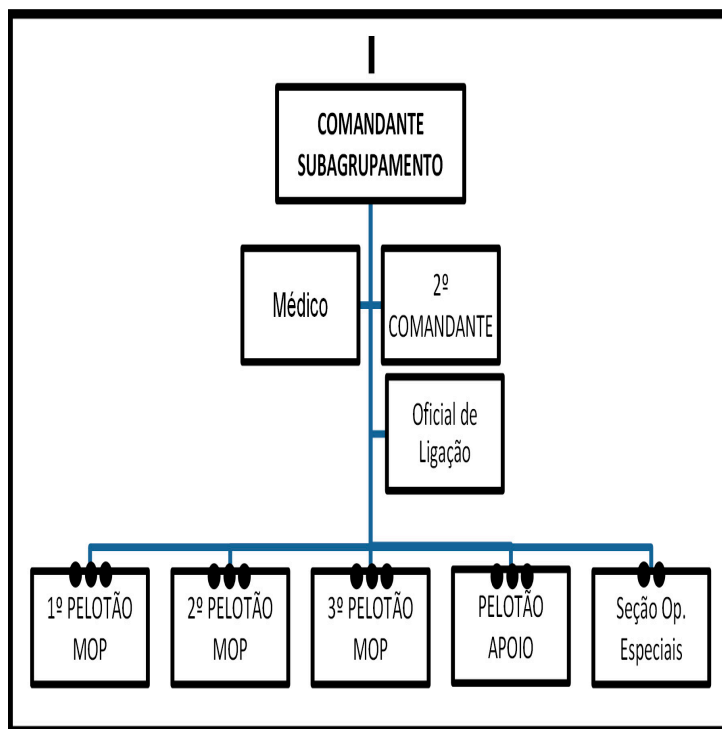 COMANDANTE
SUBAGRUPAMENTO
Médico
2º
COMANDANTE
Oficial de
Ligação
1º PELOTÃO
MOP
2º PELOTÃO
MOP
3º PELOTÃO
MOP
PELOTÃO
APOIO
Seção Op.
Especiais